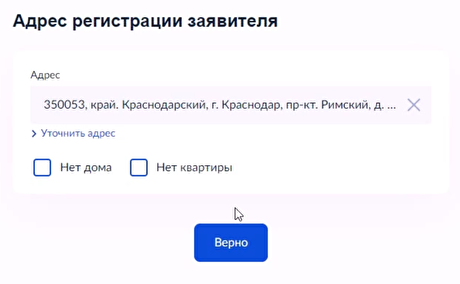 Адрес регистрации заявителя
Адрес
350053, край. Краснодарский, г. Краснодар, пр-кт. Римский, д. ...
Уточнить адрес
Нет дома Нет квартиры
Верно